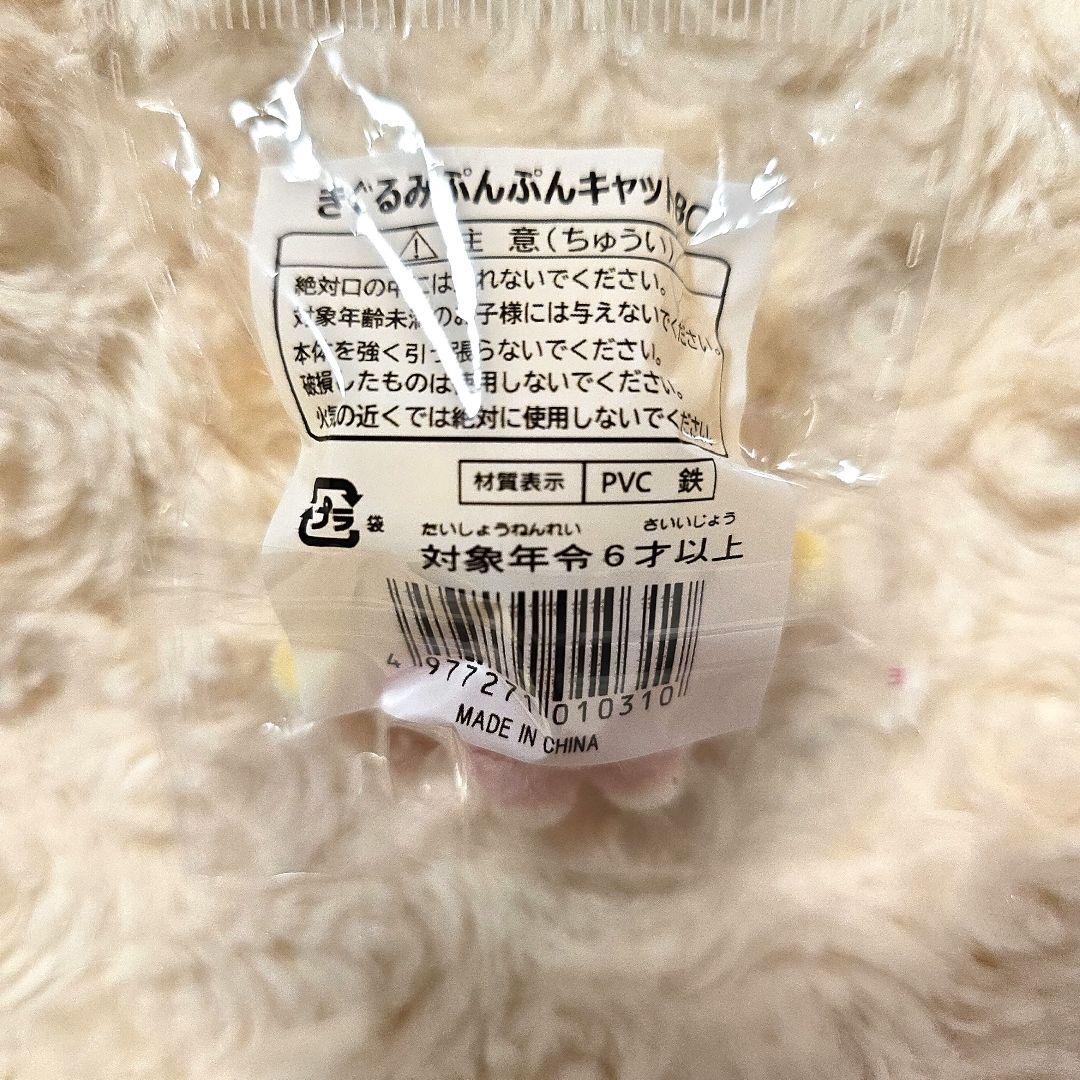 きぐるみぷんぷんキャットBC
注 意(ちゅうい)
絶対口の中には入れないでください。
対象年齢未満のお子様には与えないでください。
本体を強く引っ張らないでください。
破損したものは使用しないでください。
火気の近くでは絶対に使用しないでください。
材質表示 PVC 鉄
プラ 袋
たいしょうねんれい さいいじょう
対象年令6才以上
4 977271 010310
MADE IN CHINA